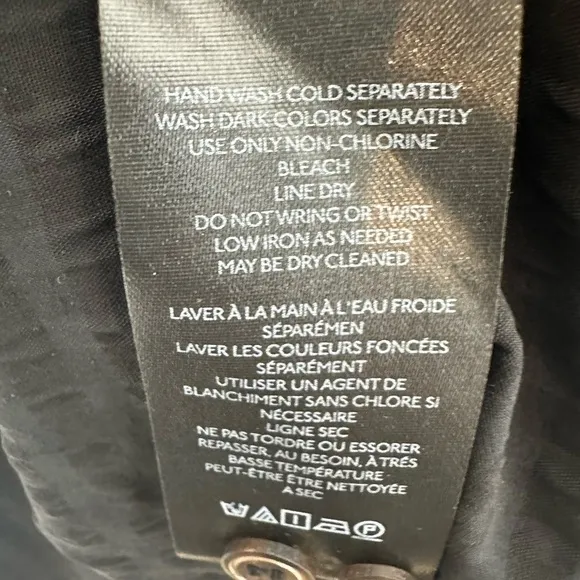 HAND WASH COLD SEPARATELY
WASH DARK COLORS SEPARATELY
USE ONLY NON-CHLORINE
BLEACH
LINE DRY
DO NOT WRING OR TWIST
LOW IRON AS NEEDED
MAY BE DRY CLEANED
LAVER À LA MAIN À L'EAU FROIDE
SÉPARÉMEN
LAVER LES COULEURS FONCÉES
SÉPARÉMENT
UTILISER UN AGENT DE
BLANCHIMENT SANS CHLORE SI
NÉCESSAIRE
LIGNE SEC
NE PAS TORDRE OU ESSORER
REPASSER, AU BESOIN, À TRÉS
BASSE TEMPÉRATURE
PEUT-ÊTRE ÊTRE NETTOYÉE
A SEC
P